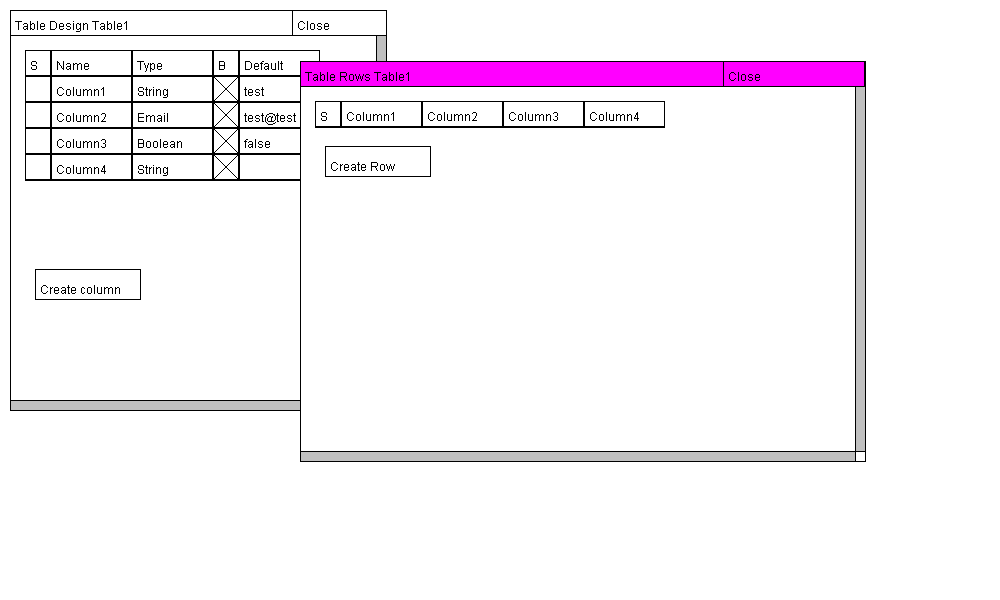 Table Design Table1 Close
S Name Type B Default
Column1 String test
Column2 Email test@test
Column3 Boolean false
Column4 String
Create column
Table Rows Table1 Close
S Column1 Column2 Column3 Column4
Create Row